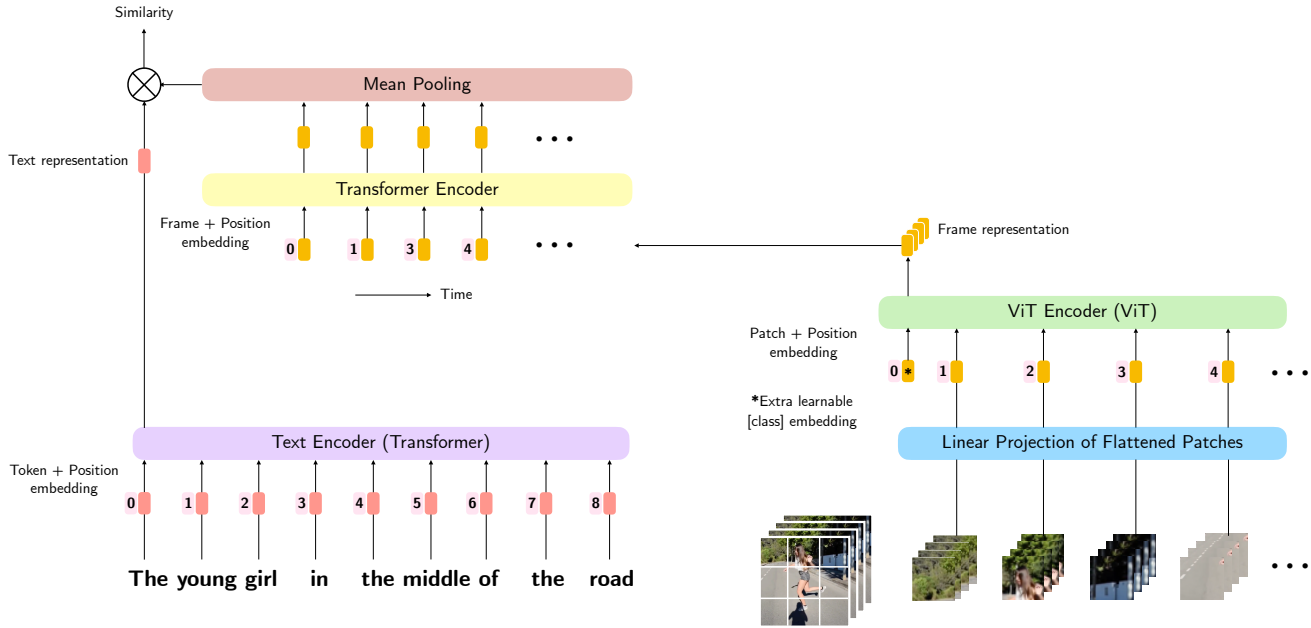 Similarity
Mean Pooling
Text representation
Transformer Encoder
Frame + Position
embedding
0 1 3 4
Time
Frame representation
ViT Encoder (ViT)
Patch + Position
embedding
0 * 1 2 3 4
*Extra learnable
[class] embedding
Linear Projection of Flattened Patches
Text Encoder (Transformer)
Token + Position
embedding
0 1 2 3 4 5 6 7 8
The young girl in the middle of the road